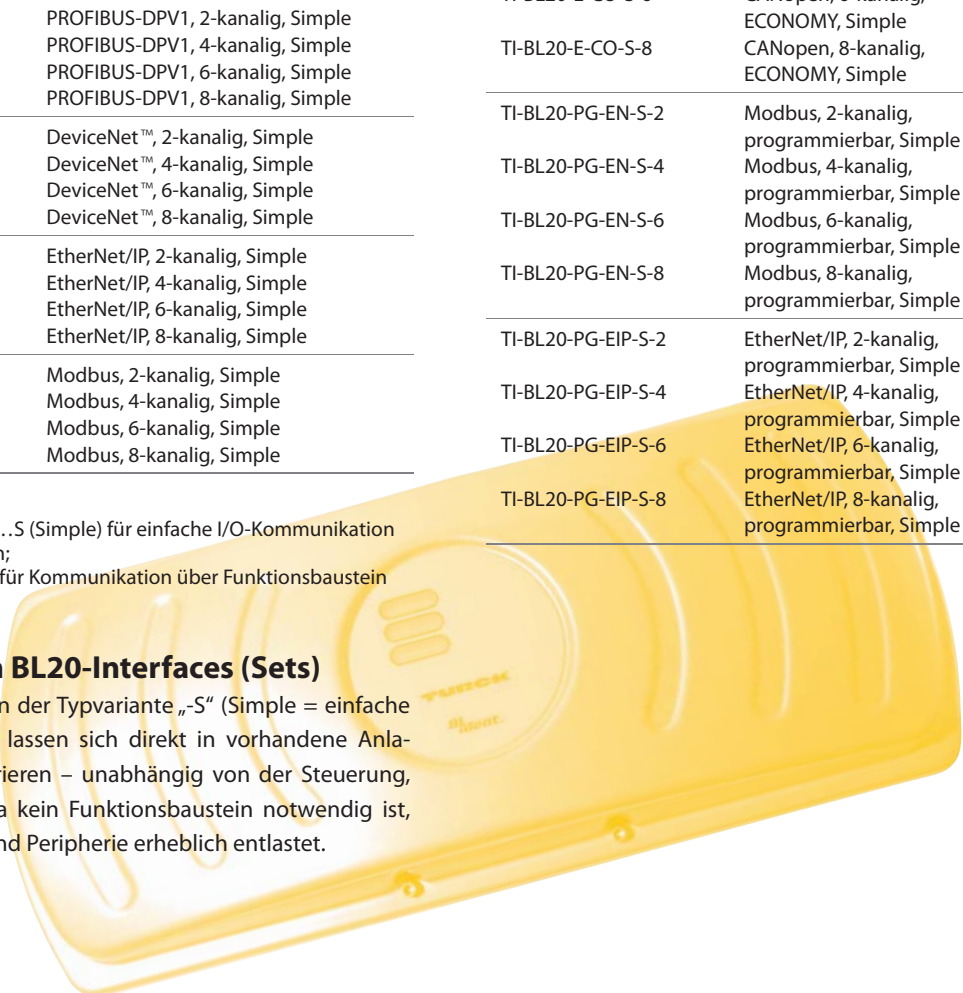 PROFIBUS-DPV1, 2-kanalig, Simple
PROFIBUS-DPV1, 4-kanalig, Simple
PROFIBUS-DPV1, 6-kanalig, Simple
PROFIBUS-DPV1, 8-kanalig, Simple
DeviceNet™, 2-kanalig, Simple
DeviceNet™, 4-kanalig, Simple
DeviceNet™, 6-kanalig, Simple
DeviceNet™, 8-kanalig, Simple
EtherNet/IP, 2-kanalig, Simple
EtherNet/IP, 4-kanalig, Simple
EtherNet/IP, 6-kanalig, Simple
EtherNet/IP, 8-kanalig, Simple
Modbus, 2-kanalig, Simple
Modbus, 4-kanalig, Simple
Modbus, 6-kanalig, Simple
Modbus, 8-kanalig, Simple
…S (Simple) für einfache I/O-Kommunikation
;
für Kommunikation über Funktionsbaustein
BL20-Interfaces (Sets)
n der Typvariante „-S“ (Simple = einfache
lassen sich direkt in vorhandene Anla-
rieren – unabhängig von der Steuerung,
a kein Funktionsbaustein notwendig ist,
nd Peripherie erheblich entlastet.
ECONOMY, Simple
TI-BL20-E-CO-S-8 CANopen, 8-kanalig,
ECONOMY, Simple
TI-BL20-PG-EN-S-2 Modbus, 2-kanalig,
programmierbar, Simple
TI-BL20-PG-EN-S-4 Modbus, 4-kanalig,
programmierbar, Simple
TI-BL20-PG-EN-S-6 Modbus, 6-kanalig,
programmierbar, Simple
TI-BL20-PG-EN-S-8 Modbus, 8-kanalig,
programmierbar, Simple
TI-BL20-PG-EIP-S-2 EtherNet/IP, 2-kanalig,
programmierbar, Simple
TI-BL20-PG-EIP-S-4 EtherNet/IP, 4-kanalig,
programmierbar, Simple
TI-BL20-PG-EIP-S-6 EtherNet/IP, 6-kanalig,
programmierbar, Simple
TI-BL20-PG-EIP-S-8 EtherNet/IP, 8-kanalig,
programmierbar, Simple
TURCK
BL ident